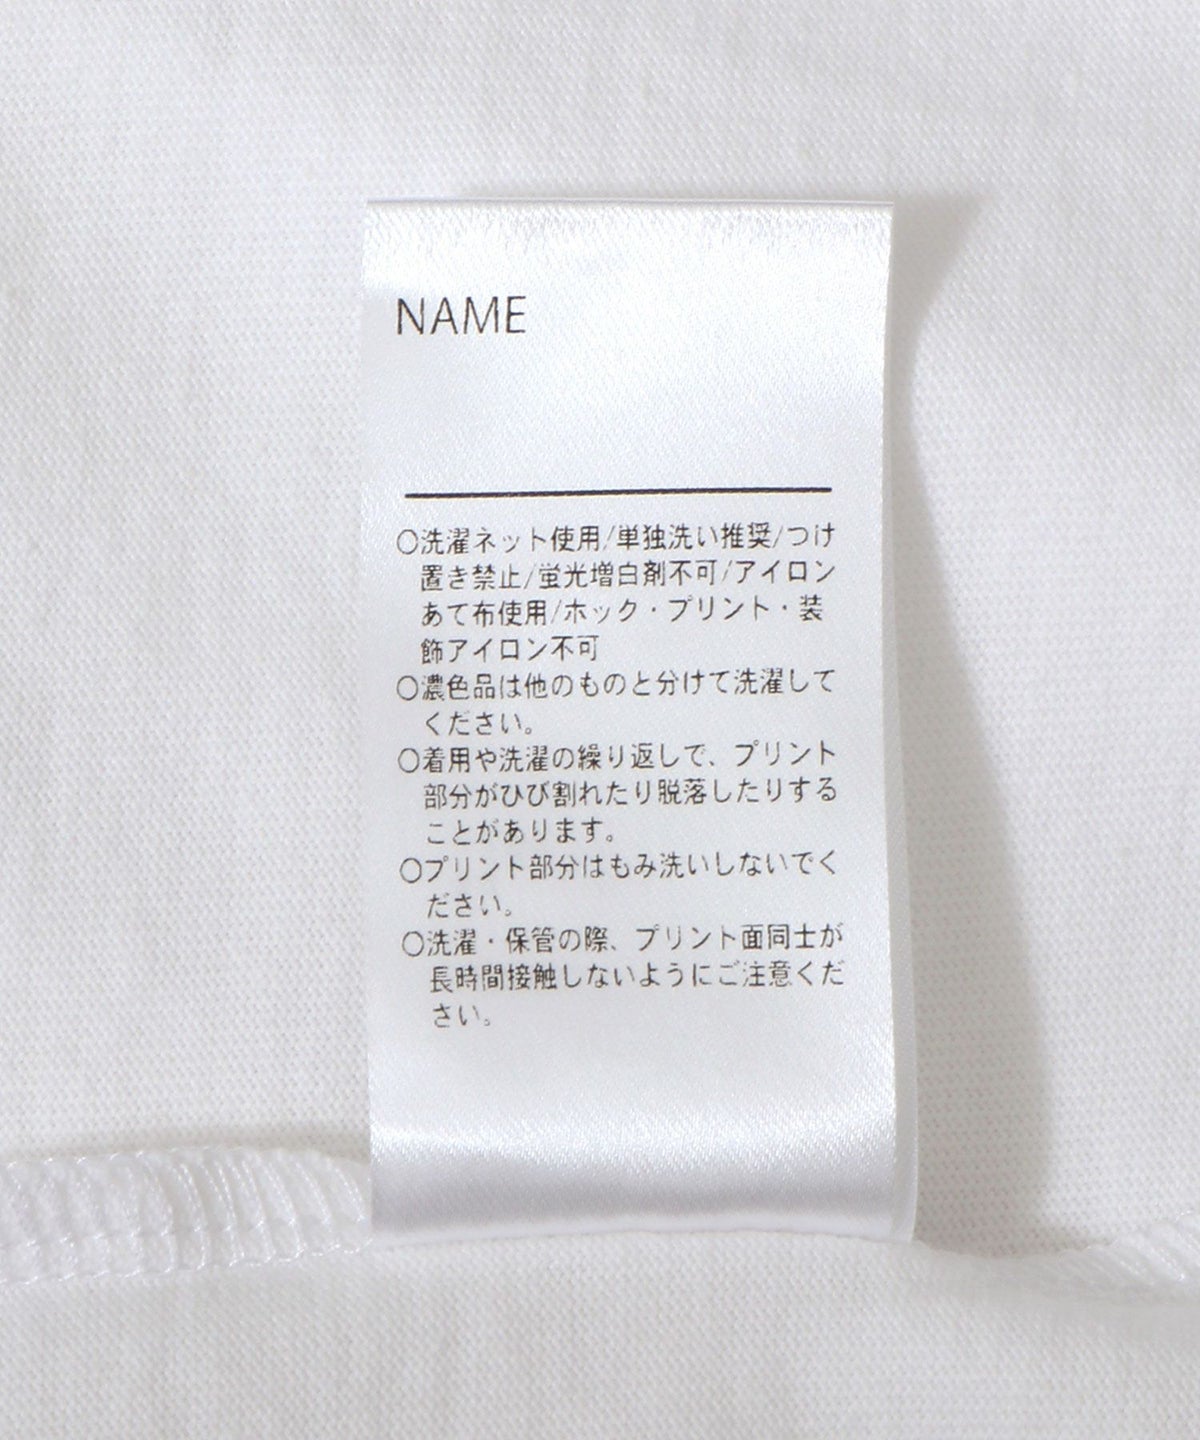 NAME
○洗濯ネット使用/単独洗い推奨/つけ
置き禁止/蛍光増白剤不可/アイロン
あて布使用/ホック・プリント・装
飾アイロン不可
○濃色品は他のものと分けて洗濯して
ください。
○着用や洗濯の繰り返しで、プリント
部分がひび割れたり脱落したりする
ことがあります。
○プリント部分はもみ洗いしないでく
ださい。
○洗濯・保管の際、プリント面同士が
長時間接触しないようにご注意くだ
さい。